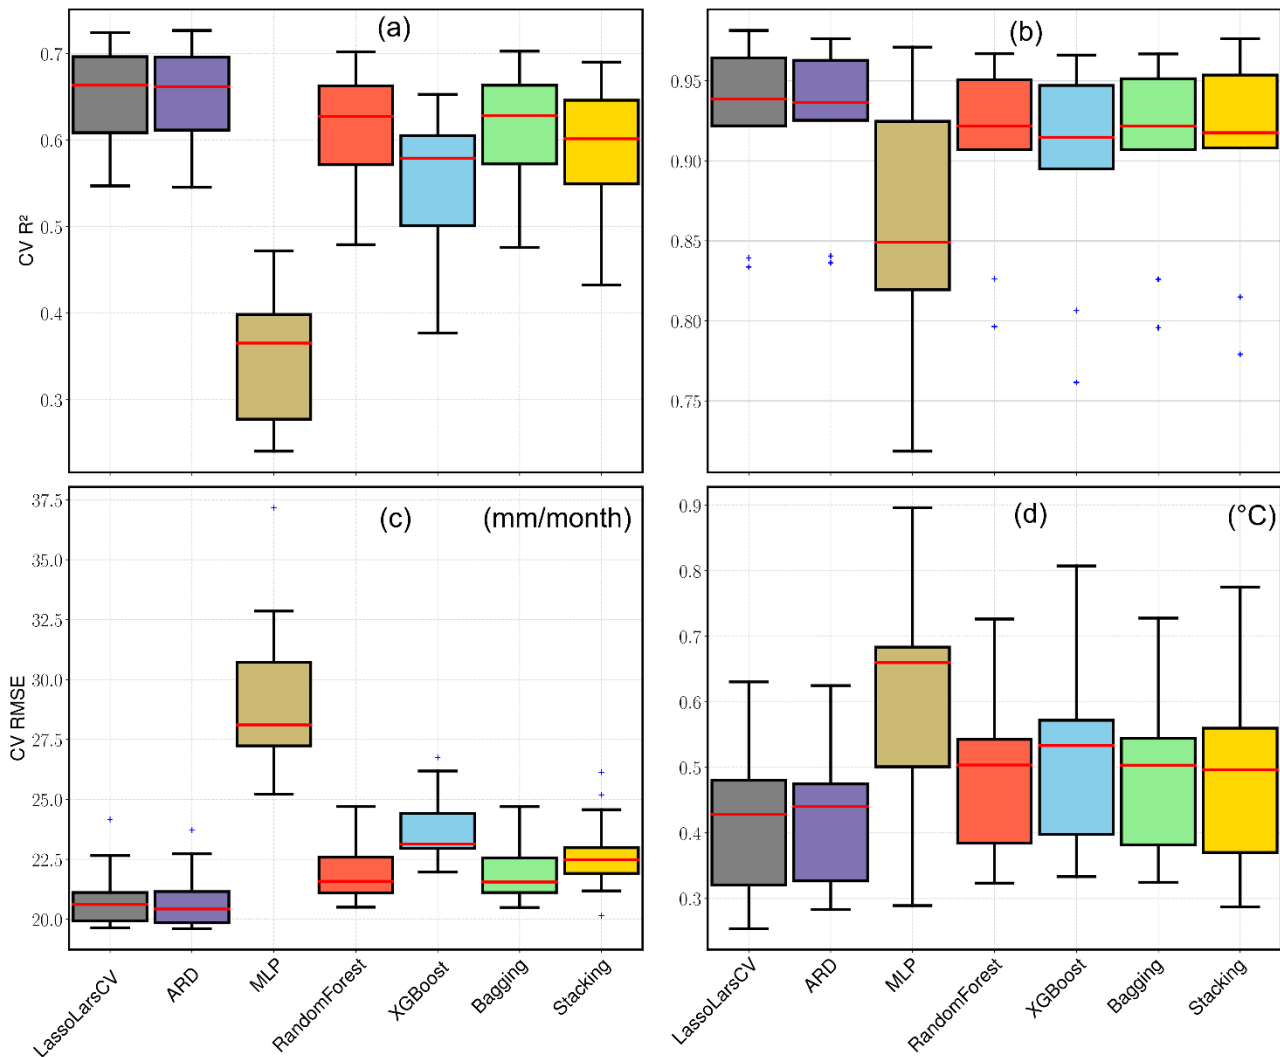 (a)
CV R²
0.7
0.6
0.5
0.4
0.3
(b)
0.95
0.90
0.85
0.80
0.75
(c) (mm/month)
CV RMSE
37.5
35.0
32.5
30.0
27.5
25.0
22.5
20.0
(d) (°C)
0.9
0.8
0.7
0.6
0.5
0.4
0.3
LassoLarsCV
ARD
MLP
RandomForest
XGBoost
Bagging
Stacking
LassoLarsCV
ARD
MLP
RandomForest
XGBoost
Bagging
Stacking